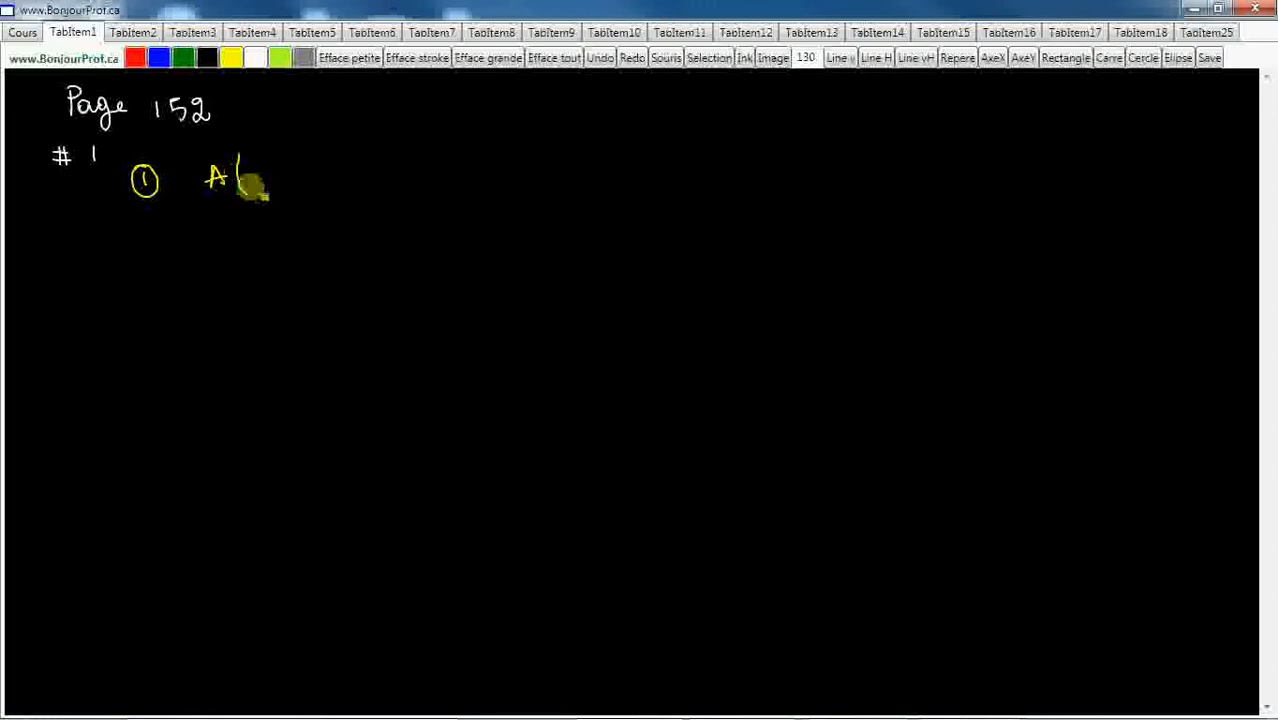 www.BonjourProf.ca
Cours TabItem1 TabItem2 TabItem3 TabItem4 TabItem5 TabItem6 TabItem7 TabItem8 TabItem9 TabItem10 TabItem11 TabItem12 TabItem13 TabItem14 TabItem15 TabItem16 TabItem17 TabItem18 TabItem25
www.BonjourProf.ca Efface petite Efface stroke Efface grande Efface tout Undo Redo Souris Selection Ink Image 130 Line v Line H Line vH Repere AxeX AxeY Rectangle Carre Cercle Elipse Save
Page 152
# 1
① A(